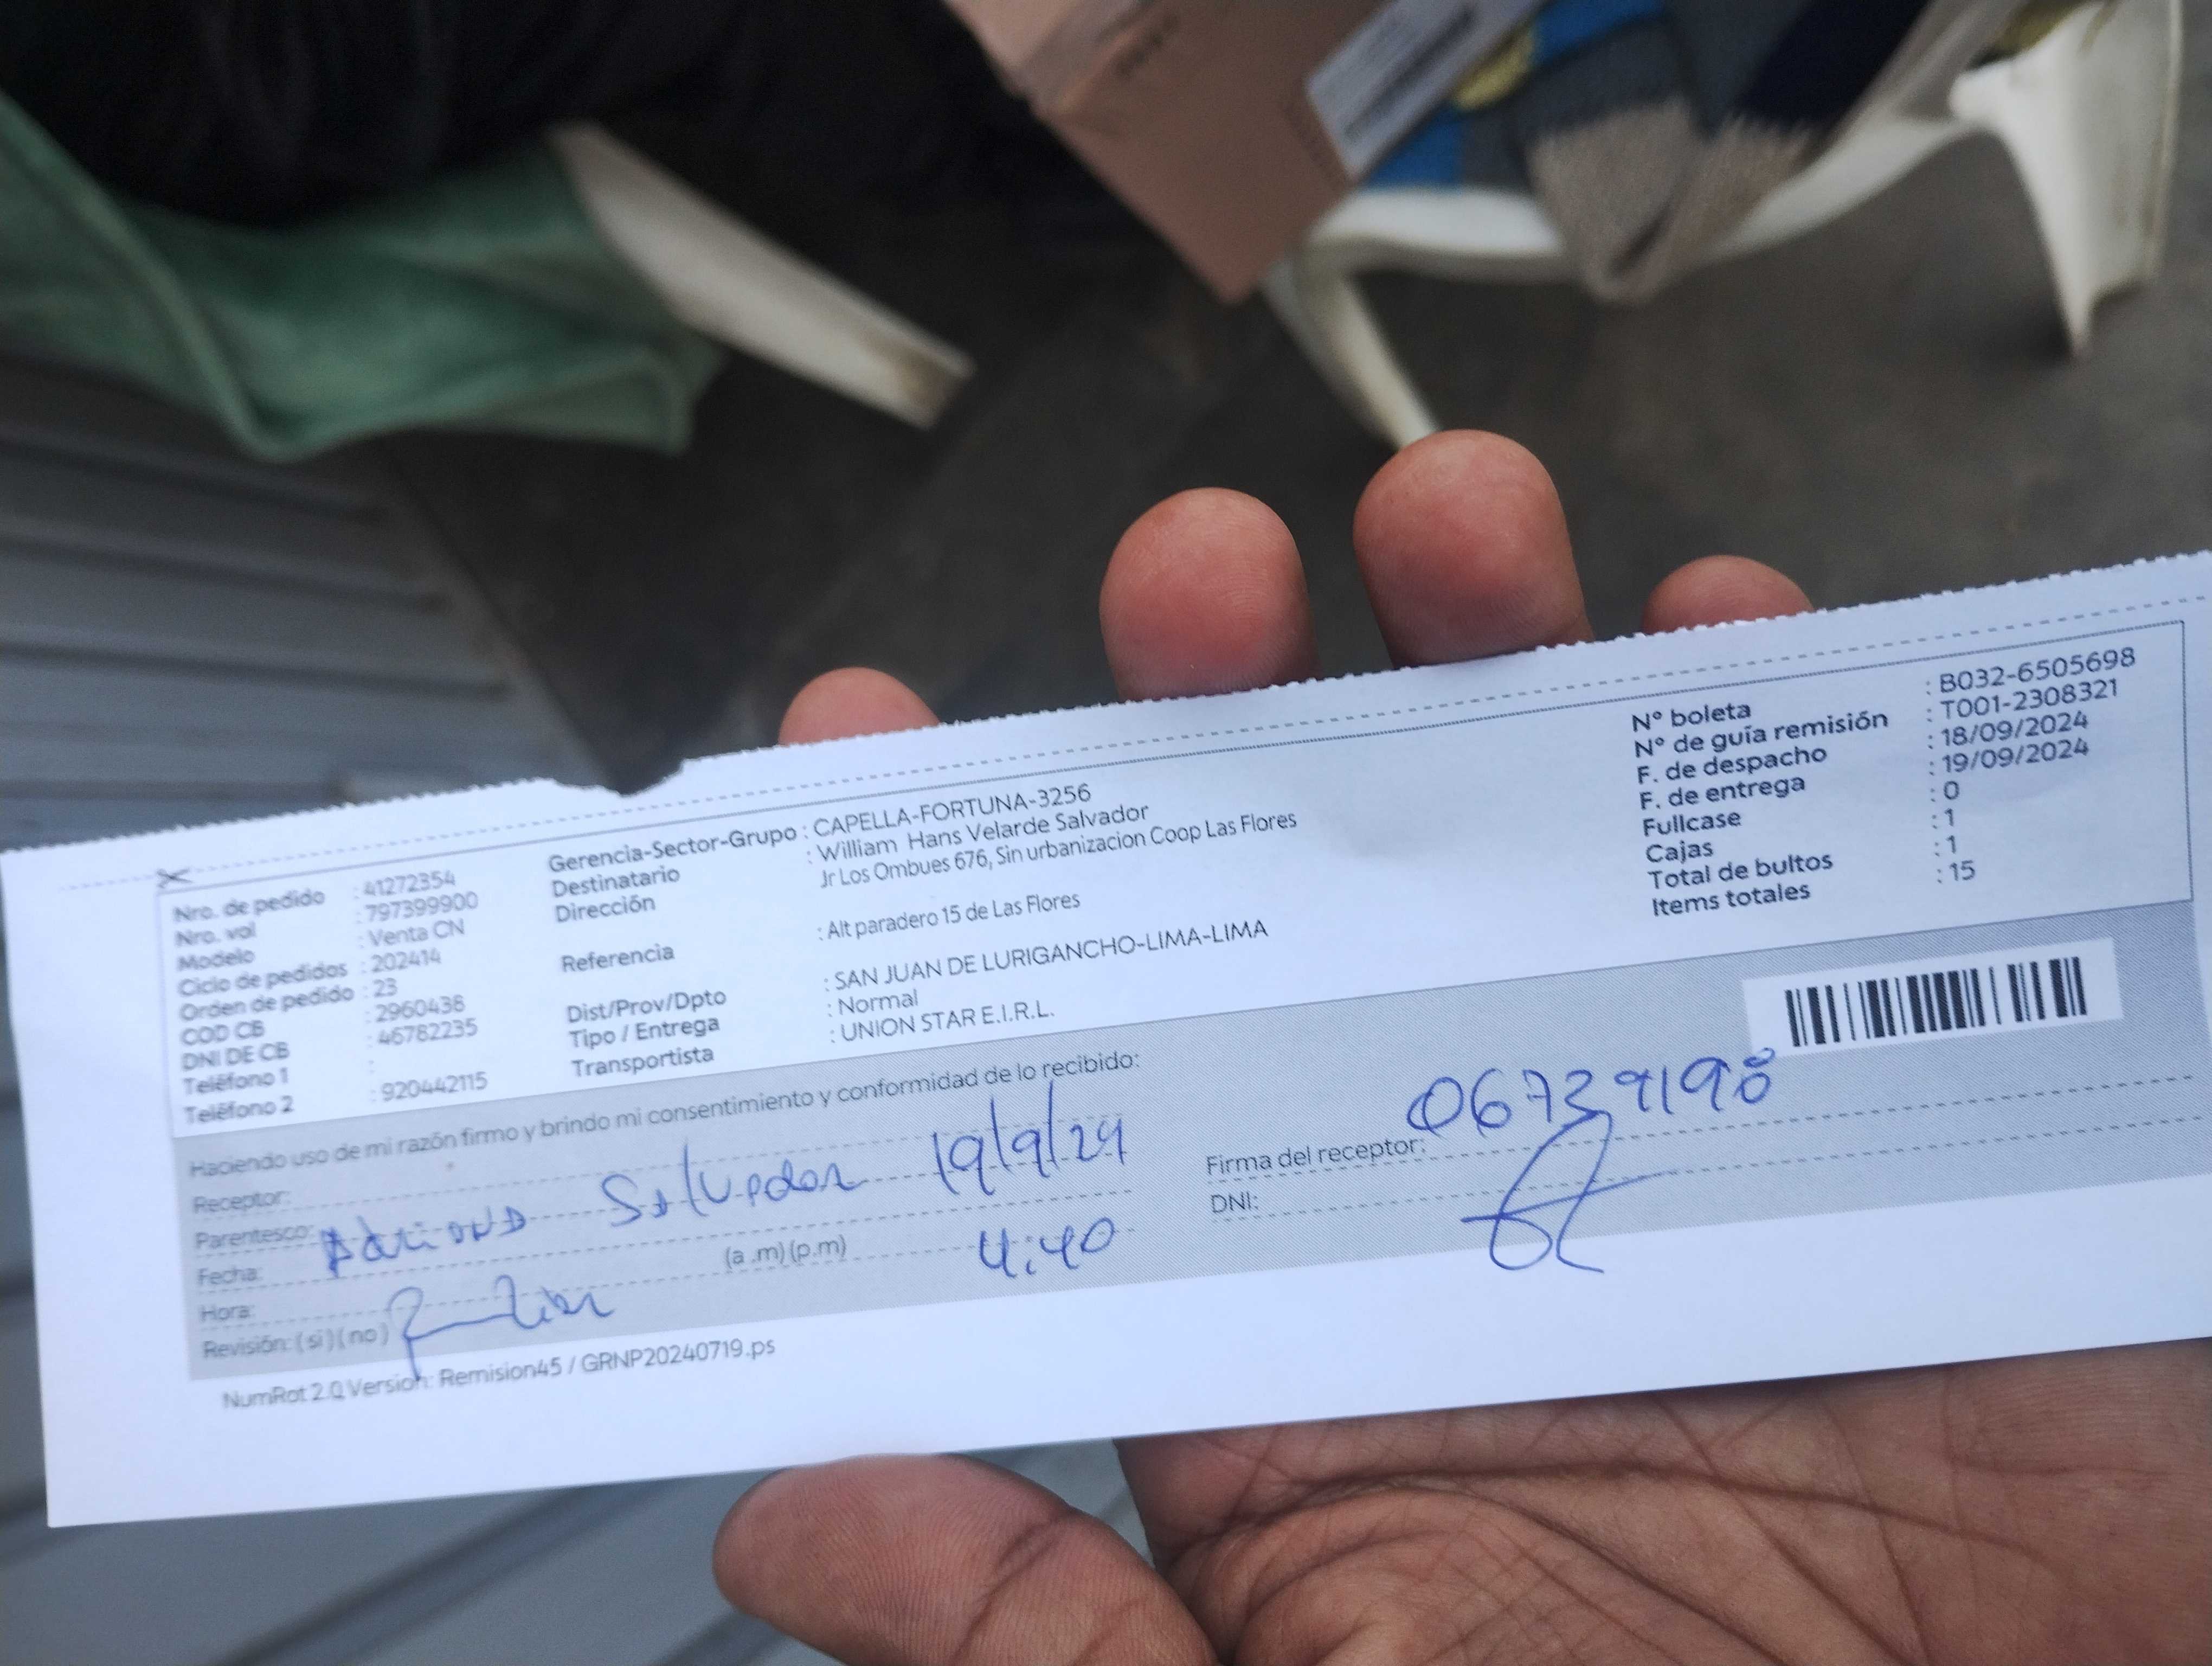 Nro. de pedido : 41272354
Nro. vol : 797399900
Modelo : Venta CN
Ciclo de pedidos : 202414
Orden de pedido : 23
COD CB : 2960438
DNI DE CB : 46782235
Teléfono 1 :
Teléfono 2 : 920442115
Gerencia-Sector-Grupo : CAPELLA-FORTUNA-3256
Destinatario : William Hans Velarde Salvador
Dirección Jr Los Ombues 676, Sin urbanizacion Coop Las Flores
Referencia : Alt paradero 15 de Las Flores
Dist/Prov/Dpto : SAN JUAN DE LURIGANCHO-LIMA-LIMA
Tipo / Entrega : Normal
Transportista : UNION STAR E.I.R.L.
N° boleta : B032-6505698
N° de guía remisión : T001-2308321
F. de despacho : 18/09/2024
F. de entrega : 19/09/2024
Fullcase : 0
Cajas : 1
Total de bultos : 1
Items totales : 15
Haciendo uso de mi razón firmo y brindo mi consentimiento y conformidad de lo recibido:
Receptor:
Parentesco: Salvador 19/9/24
Fecha:
Hora: (a .m) (p.m) 4:40
Revisión: ( si ) ( no )
Firma del receptor: 06739198
DNI:
NumRot 2.0 Version: Remision45 / GRNP20240719.ps